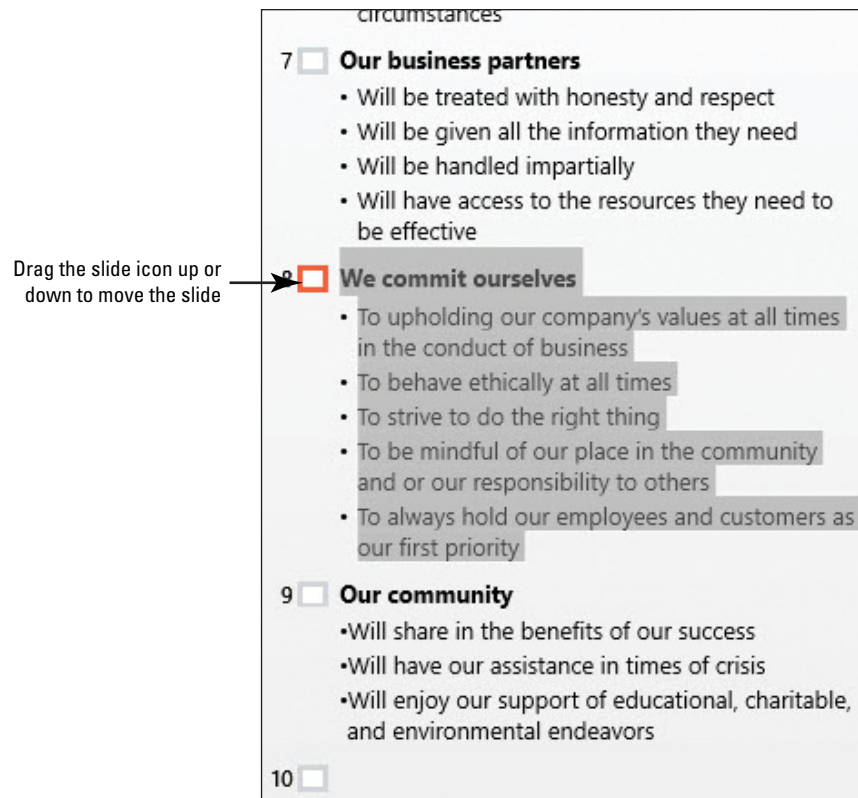 circumstances
7 Our business partners
• Will be treated with honesty and respect
• Will be given all the information they need
• Will be handled impartially
• Will have access to the resources they need to
be effective
Drag the slide icon up or
down to move the slide
8 We commit ourselves
• To upholding our company's values at all times
in the conduct of business
• To behave ethically at all times
• To strive to do the right thing
• To be mindful of our place in the community
and or our responsibility to others
• To always hold our employees and customers as
our first priority
9 Our community
•Will share in the benefits of our success
•Will have our assistance in times of crisis
•Will enjoy our support of educational, charitable,
and environmental endeavors
10